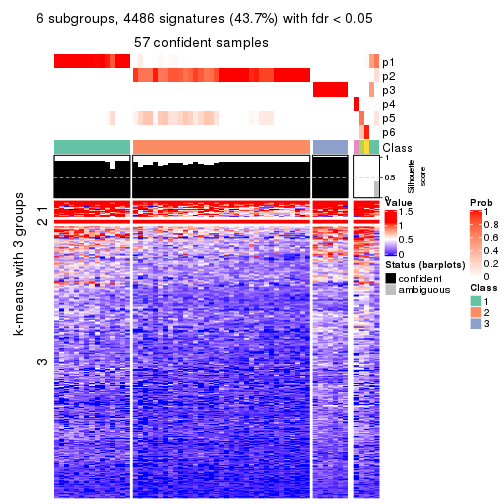 6 subgroups, 4486 signatures (43.7%) with fdr < 0.05
57 confident samples
p1
p2
p3
p4
p5
p6
Class
1
0.5
0
Silhouette
score
k-means with 3 groups
1
2
3
Value
1.5
1
0.5
0
Status (barplots)
confident
ambiguous
Prob
1
0.8
0.6
0.4
0.2
0
Class
1
2
3